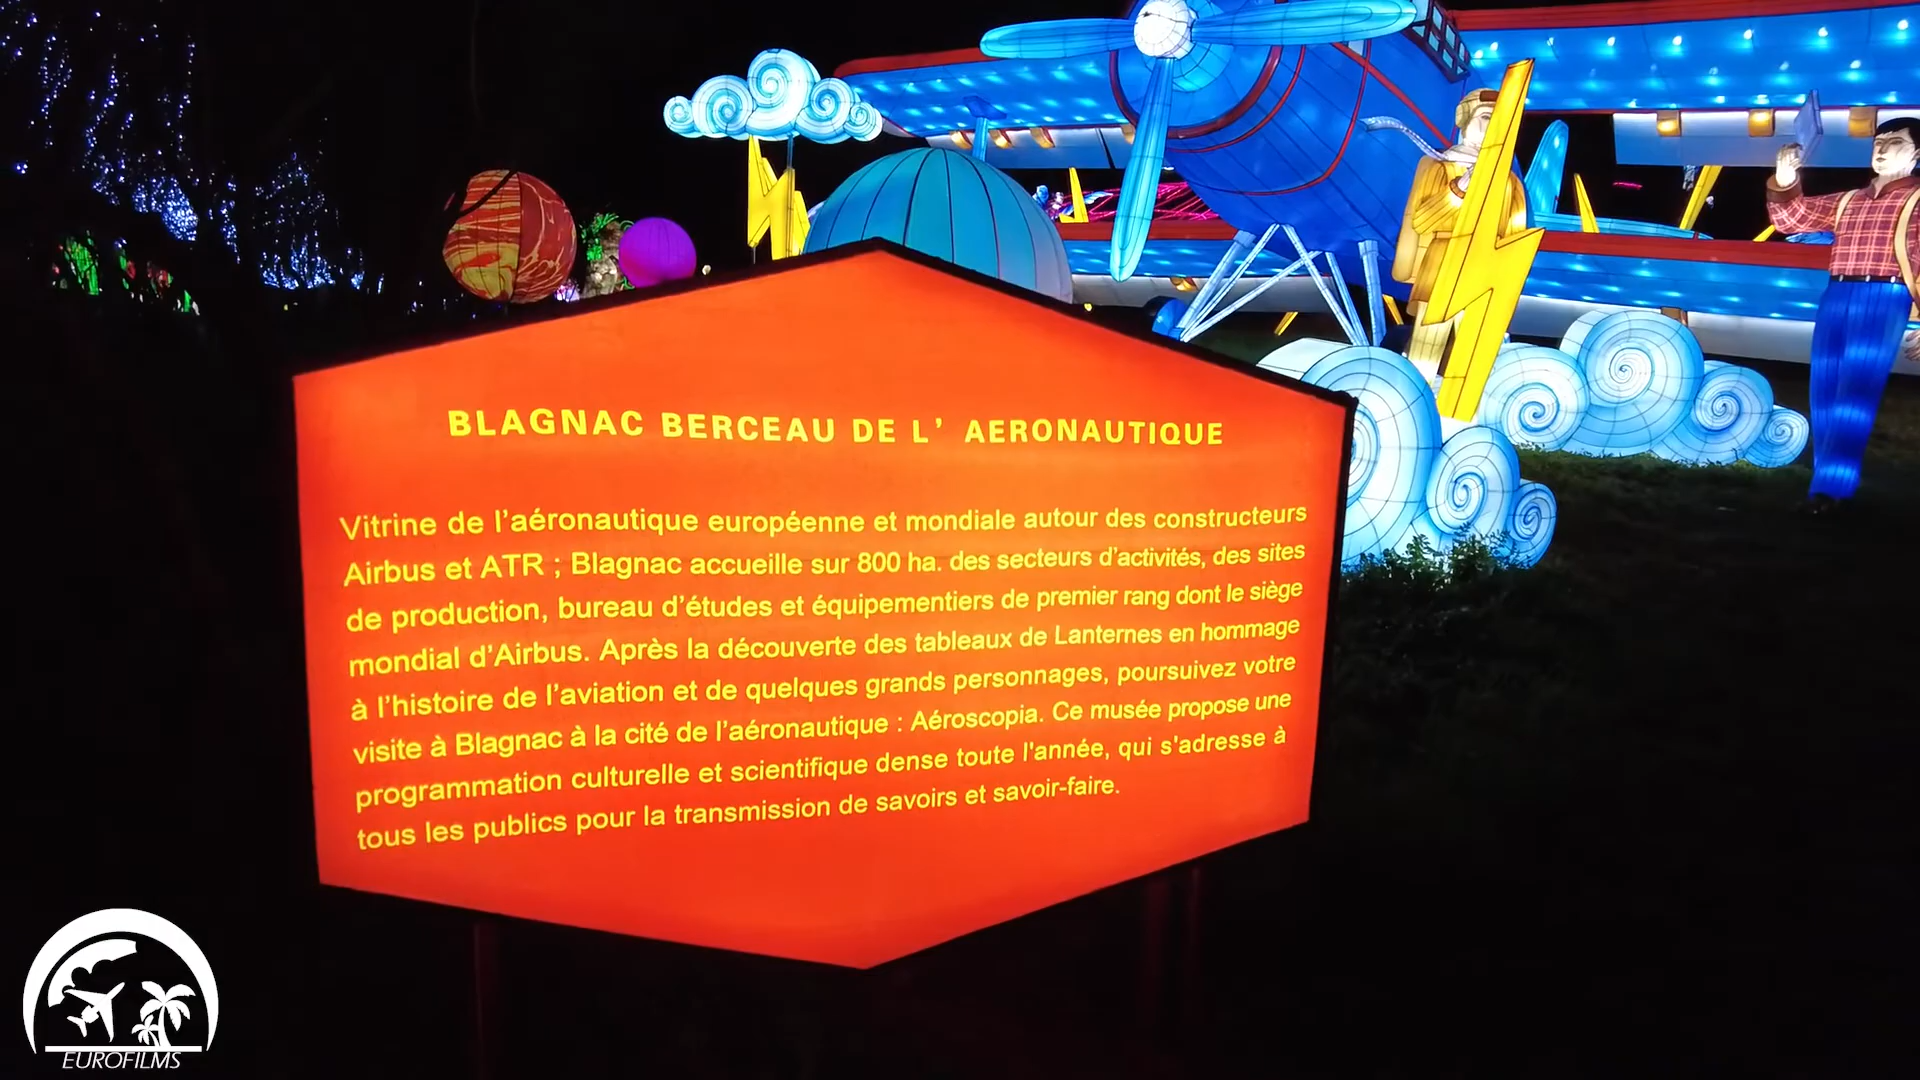 BLAGNAC BERCEAU DE L' AERONAUTIQUE
Vitrine de l'aéronautique européenne et mondiale autour des constructeurs
Airbus et ATR ; Blagnac accueille sur 800 ha. des secteurs d'activités, des sites
de production, bureau d'études et équipementiers de premier rang dont le siège
mondial d'Airbus. Après la découverte des tableaux de Lanternes en hommage
à l'histoire de l'aviation et de quelques grands personnages, poursuivez votre
visite à Blagnac à la cité de l'aéronautique : Aéroscopia. Ce musée propose une
programmation culturelle et scientifique dense toute l'année, qui s'adresse à
tous les publics pour la transmission de savoirs et savoir-faire.
EUROFILMS